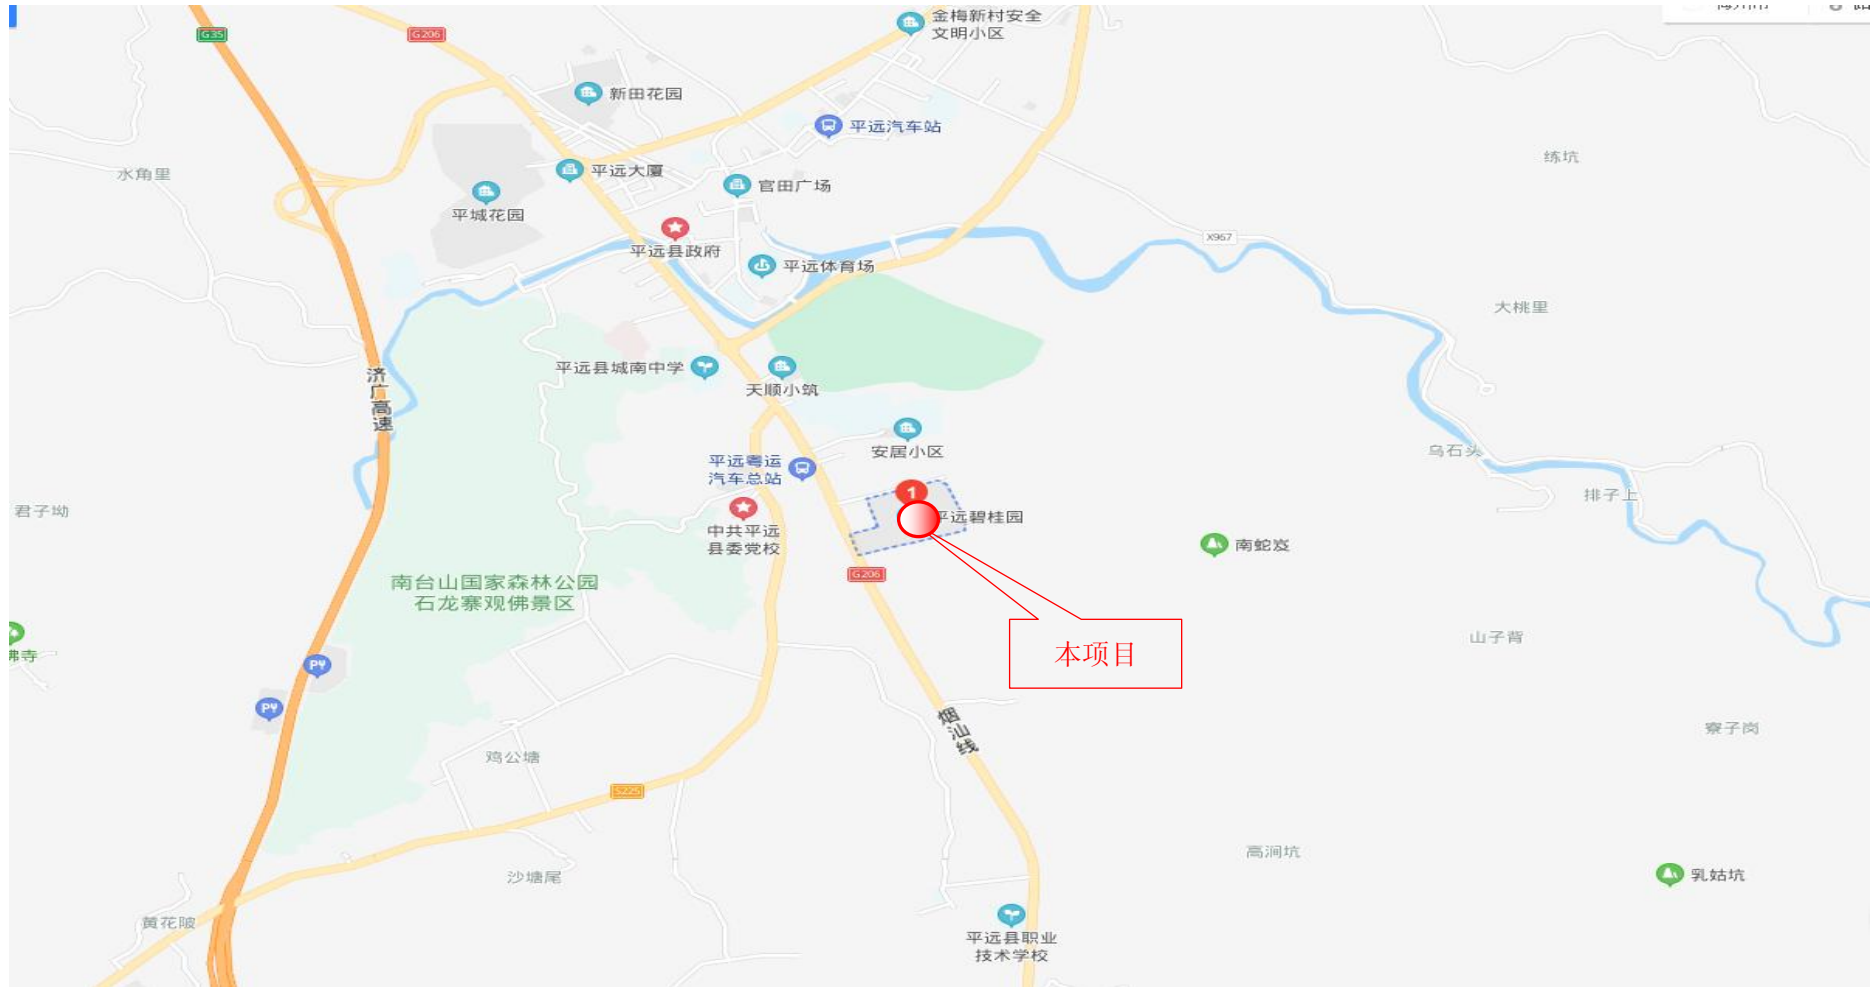 G35
G206
金梅新村安全
文明小区
新田花园
平远汽车站
练坑
水角里
平远大厦
官田广场
平城花园
平远县政府
X967
平远体育场
大桃里
平远县城南中学
天顺小筑
济广高速
安居小区
乌石头
平远粤运
汽车总站
1
排子上
君子坳
平远碧桂园
中共平远
县委党校
南蛇岌
G206
南台山国家森林公园
石龙寨观佛景区
山子背
佛寺
本项目
P
P
烟汕线
寮子岗
鸡公塘
S225
高涧坑
沙塘尾
乳姑坑
黄花陂
平远县职业
技术学校